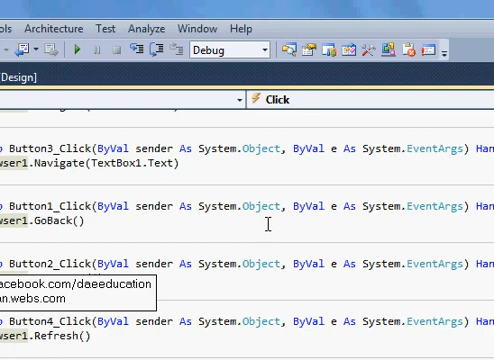 ols Architecture Test Analyze Window Help
Debug
[Design]
Click
b Button3_Click(ByVal sender As System.Object, ByVal e As System.EventArgs) Han
wser1.Navigate(TextBox1.Text)
b Button1_Click(ByVal sender As System.Object, ByVal e As System.EventArgs) Han
wser1.GoBack()
b Button2_Click(ByVal sender As System.Object, ByVal e As System.EventArgs) Han
acebook.com/daeeducation
an.webs.com
b Button4_Click(ByVal sender As System.Object, ByVal e As System.EventArgs) Han
wser1.Refresh()